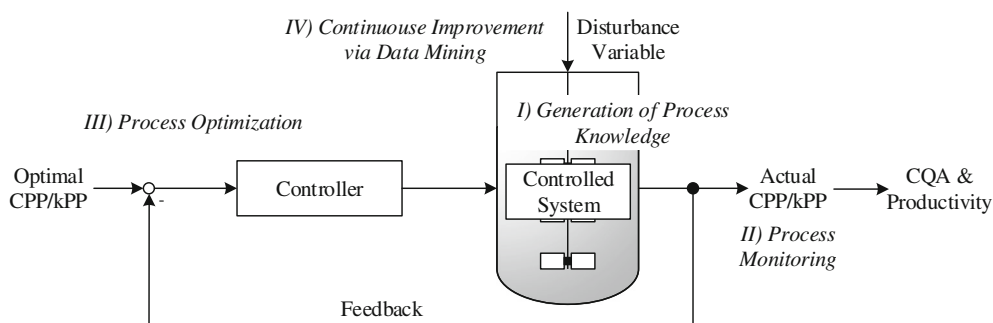 IV) Continuouse Improvement
via Data Mining
Disturbance
Variable
I) Generation of Process
Knowledge
III) Process Optimization
Optimal
CPP/kPP
-
Controller
Controlled
System
Actual
CPP/kPP
CQA &
Productivity
II) Process
Monitoring
Feedback